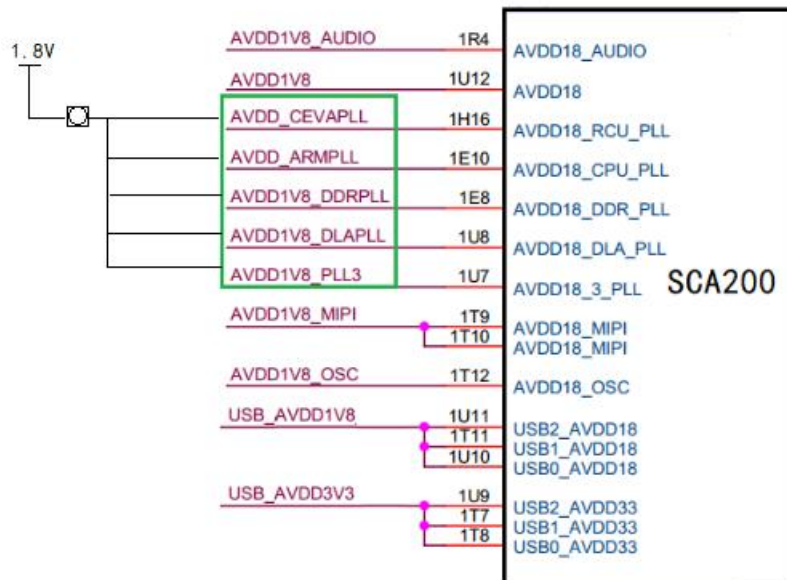 AVDD1V8_AUDIO 1R4 AVDD18_AUDIO
1.8V
AVDD1V8 1U12 AVDD18
AVDD_CEVAPLL 1H16 AVDD18_RCU_PLL
AVDD_ARMPLL 1E10 AVDD18_CPU_PLL
AVDD1V8_DDRPLL 1E8 AVDD18_DDR_PLL
AVDD1V8_DLAPLL 1U8 AVDD18_DLA_PLL
AVDD1V8_PLL3 1U7 AVDD18_3_PLL SCA200
AVDD1V8_MIPI 1T9 AVDD18_MIPI
1T10 AVDD18_MIPI
AVDD1V8_OSC 1T12 AVDD18_OSC
USB_AVDD1V8 1U11 USB2_AVDD18
1T11 USB1_AVDD18
1U10 USB0_AVDD18
USB_AVDD3V3 1U9 USB2_AVDD33
1T7 USB1_AVDD33
1T8 USB0_AVDD33